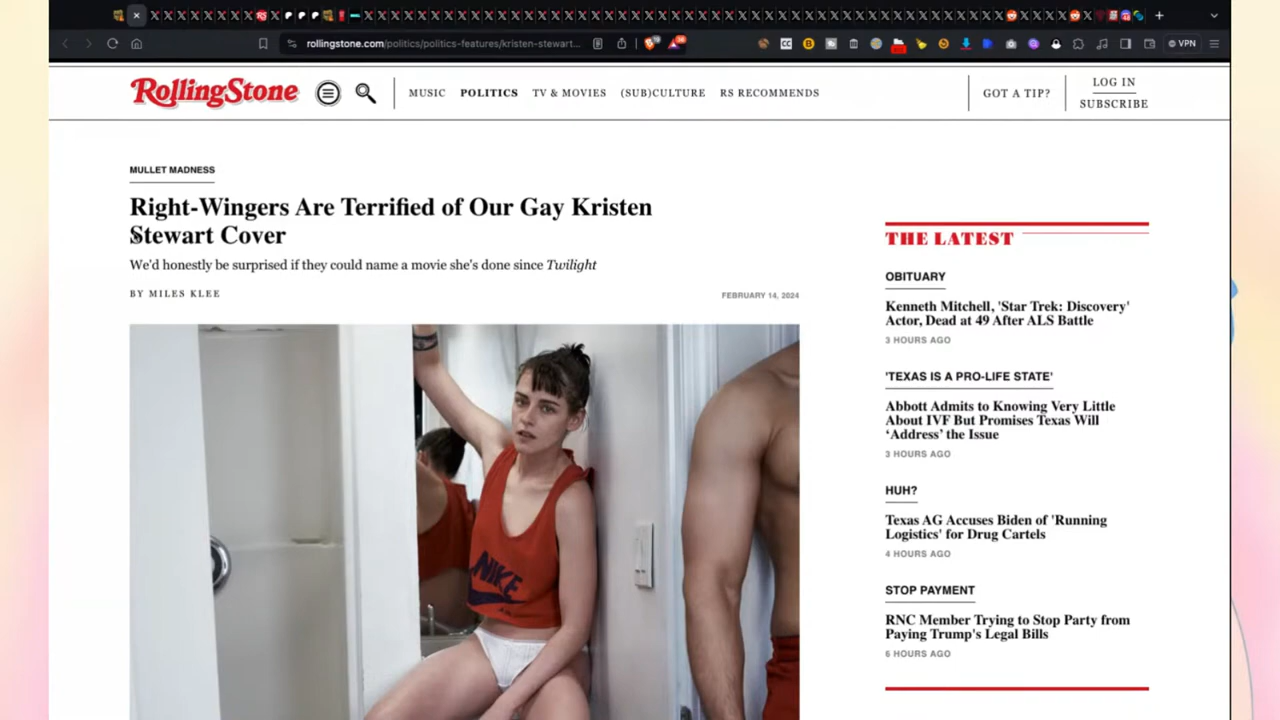 rollingstone.com/politics/politics-features/kristen-stewart...
VPN
RollingStone
MUSIC POLITICS TV & MOVIES (SUB)CULTURE RS RECOMMENDS
GOT A TIP?
LOG IN
SUBSCRIBE
MULLET MADNESS
Right-Wingers Are Terrified of Our Gay Kristen
Stewart Cover
We'd honestly be surprised if they could name a movie she's done since Twilight
BY MILES KLEE
FEBRUARY 14, 2024
NIKE
THE LATEST
OBITUARY
Kenneth Mitchell, 'Star Trek: Discovery'
Actor, Dead at 49 After ALS Battle
3 HOURS AGO
'TEXAS IS A PRO-LIFE STATE'
Abbott Admits to Knowing Very Little
About IVF But Promises Texas Will
‘Address’ the Issue
3 HOURS AGO
HUH?
Texas AG Accuses Biden of 'Running
Logistics' for Drug Cartels
4 HOURS AGO
STOP PAYMENT
RNC Member Trying to Stop Party from
Paying Trump's Legal Bills
6 HOURS AGO